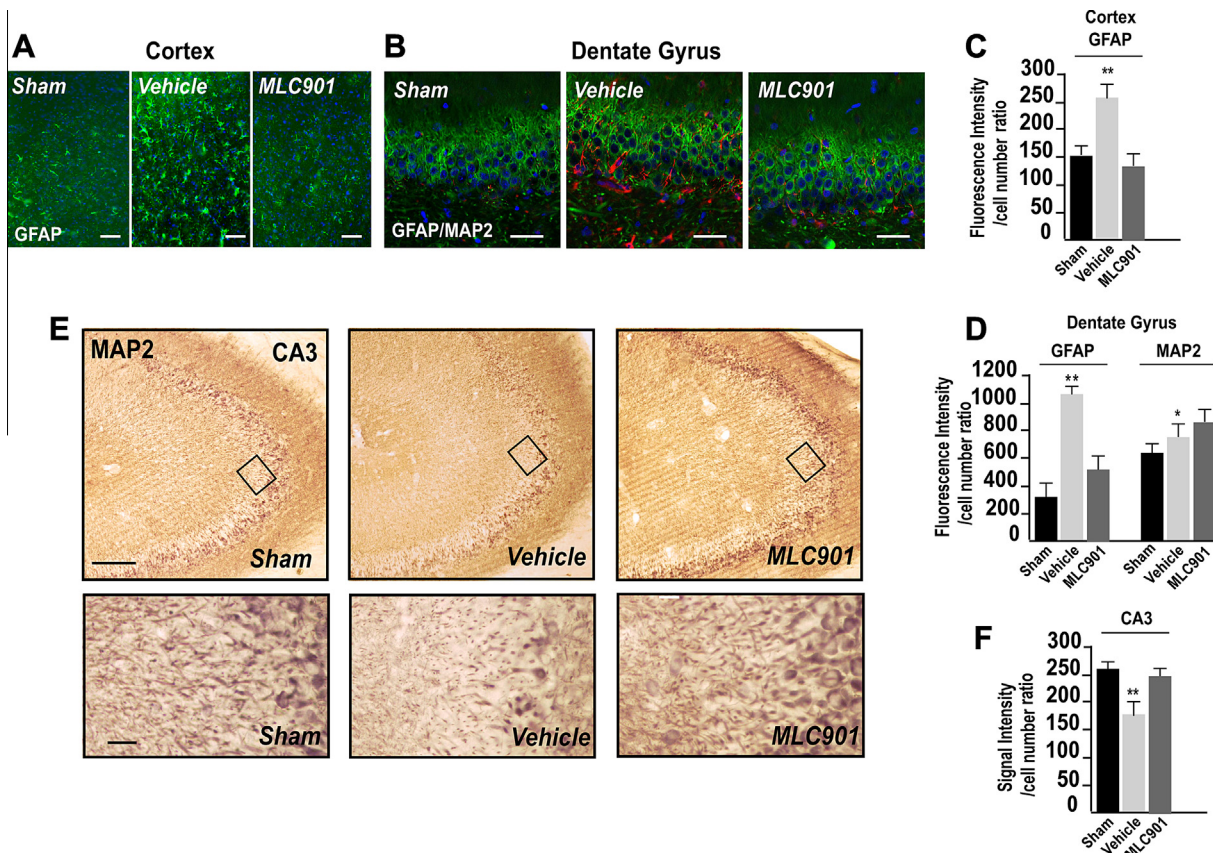 A
Cortex
Sham
Vehicle
MLC901
GFAP
B
Dentate Gyrus
Sham
Vehicle
MLC901
GFAP/MAP2
C
Cortex
GFAP
Fluorescence Intensity
/cell number ratio
300
250
200
150
100
50
0
**
Sham
Vehicle
MLC901
D
Dentate Gyrus
GFAP
MAP2
Fluorescence Intensity
/cell number ratio
1200
1000
800
600
400
200
0
**
*
Sham
Vehicle
MLC901
Sham
Vehicle
MLC901
E
MAP2
CA3
Sham
Vehicle
MLC901
Sham
Vehicle
MLC901
F
CA3
Signal Intensity
/cell number ratio
300
250
200
150
100
50
0
**
Sham
Vehicle
MLC901